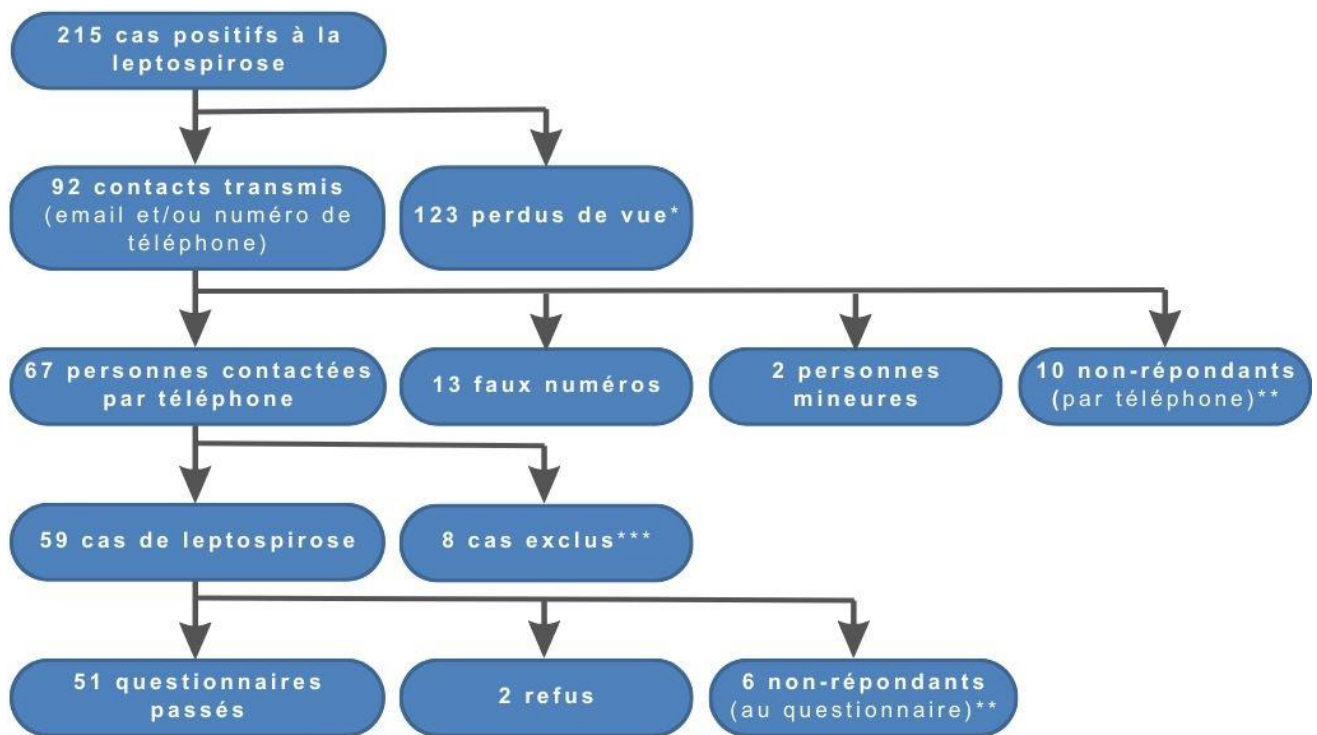 215 cas positifs à la
leptospirose
92 contacts transmis
(email et/ou numéro de
téléphone)
123 perdus de vue*
67 personnes contactées
par téléphone
13 faux numéros
2 personnes
mineures
10 non-répondants
(par téléphone)**
59 cas de leptospirose
8 cas exclus***
51 questionnaires
passés
2 refus
6 non-répondants
(au questionnaire)**